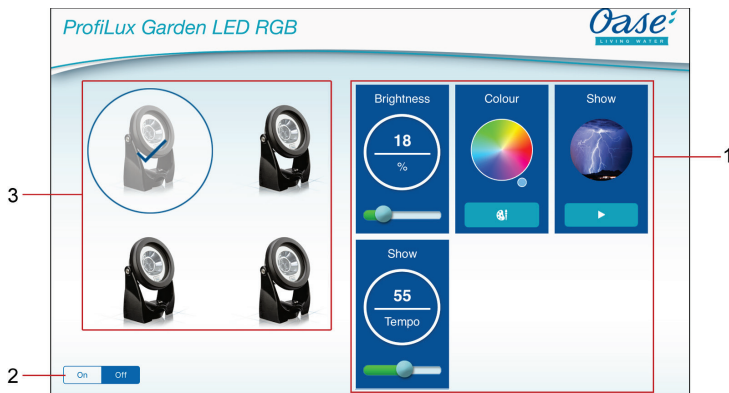 ProfiLux Garden LED RGB
Oase
LIVING WATER
Brightness
18
%
Colour
Show
1
3
Show
55
Tempo
2
On Off